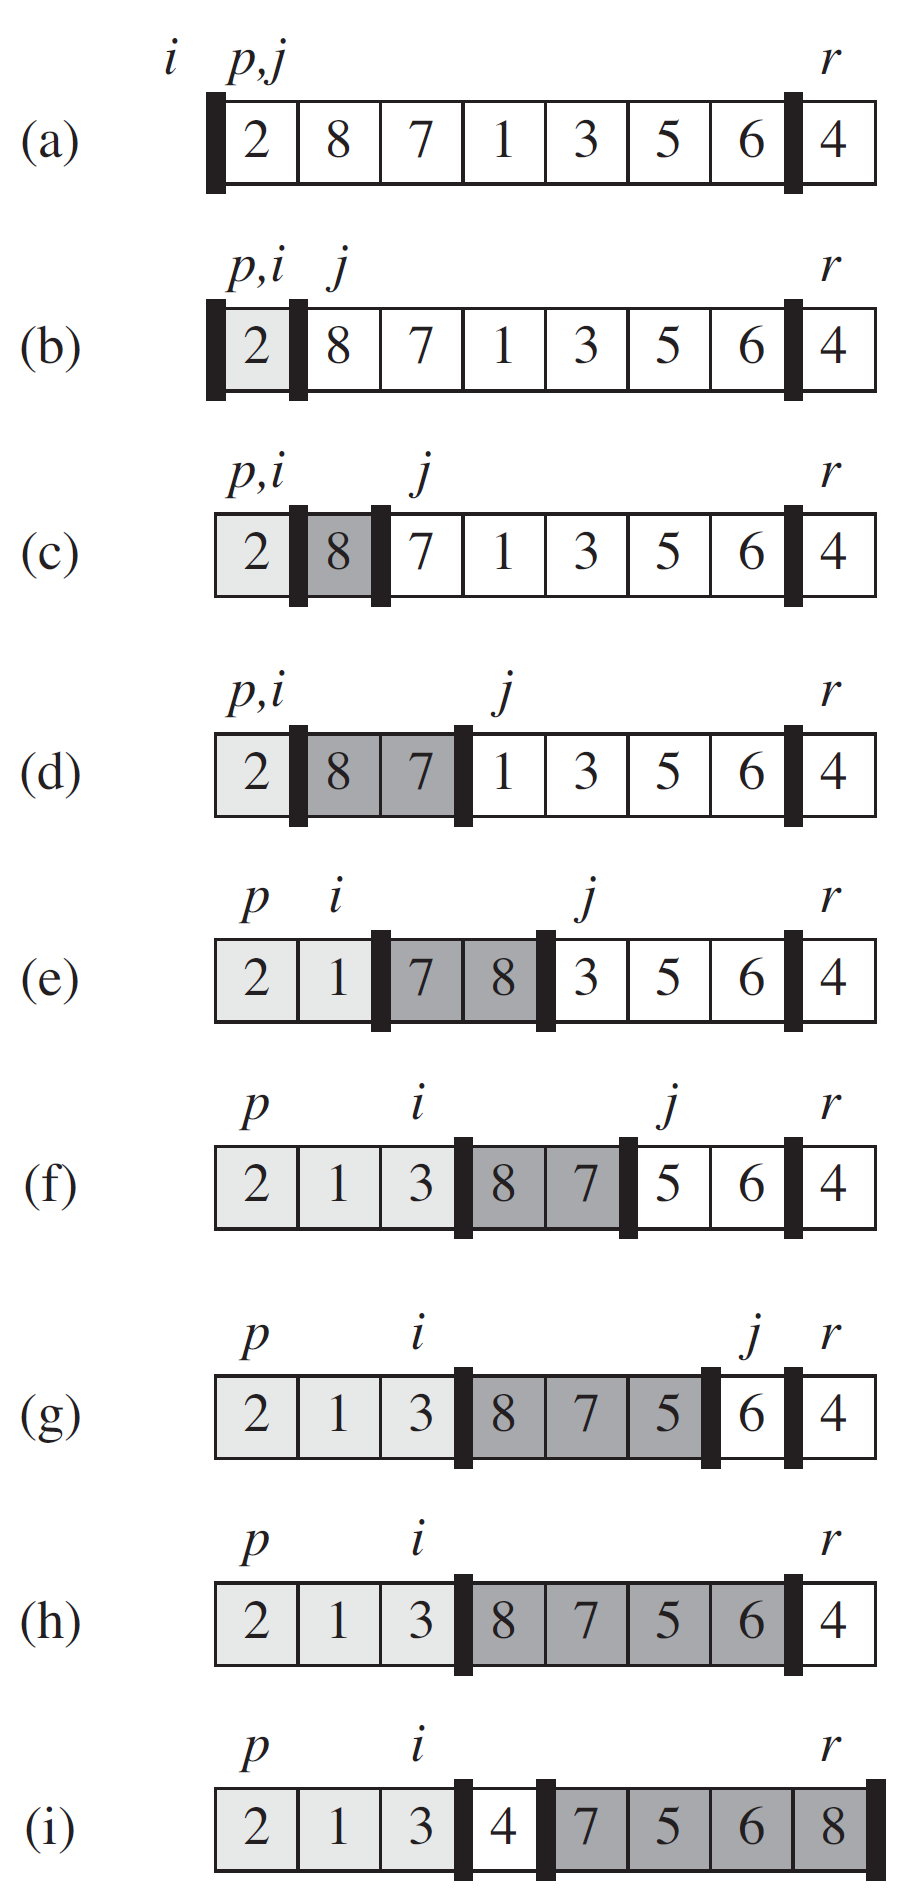 i p,j r
(a) 2 8 7 1 3 5 6 4
p,i j r
(b) 2 8 7 1 3 5 6 4
p,i j r
(c) 2 8 7 1 3 5 6 4
p,i j r
(d) 2 8 7 1 3 5 6 4
p i j r
(e) 2 1 7 8 3 5 6 4
p i j r
(f) 2 1 3 8 7 5 6 4
p i j r
(g) 2 1 3 8 7 5 6 4
p i r
(h) 2 1 3 8 7 5 6 4
p i r
(i) 2 1 3 4 7 5 6 8